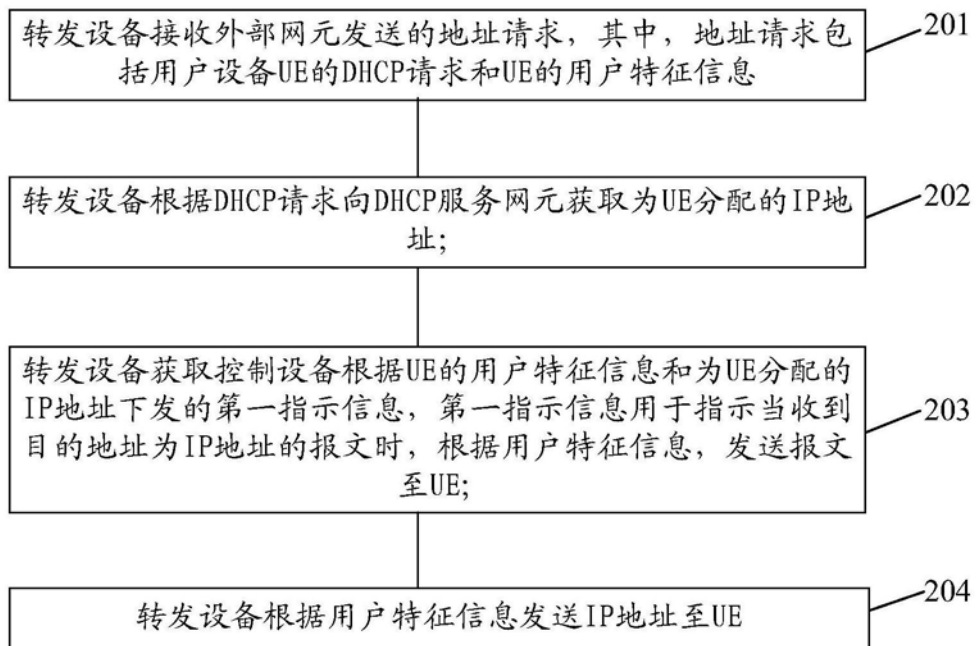 转发设备接收外部网元发送的地址请求，其中，地址请求包
括用户设备UE的DHCP请求和UE的用户特征信息
201
转发设备根据DHCP请求向DHCP服务网元获取为UE分配的IP地
址；
202
转发设备获取控制设备根据UE的用户特征信息和为UE分配的
IP地址下发的第一指示信息，第一指示信息用于指示当收到
目的地址为IP地址的报文时，根据用户特征信息，发送报文
至UE；
203
转发设备根据用户特征信息发送IP地址至UE
204